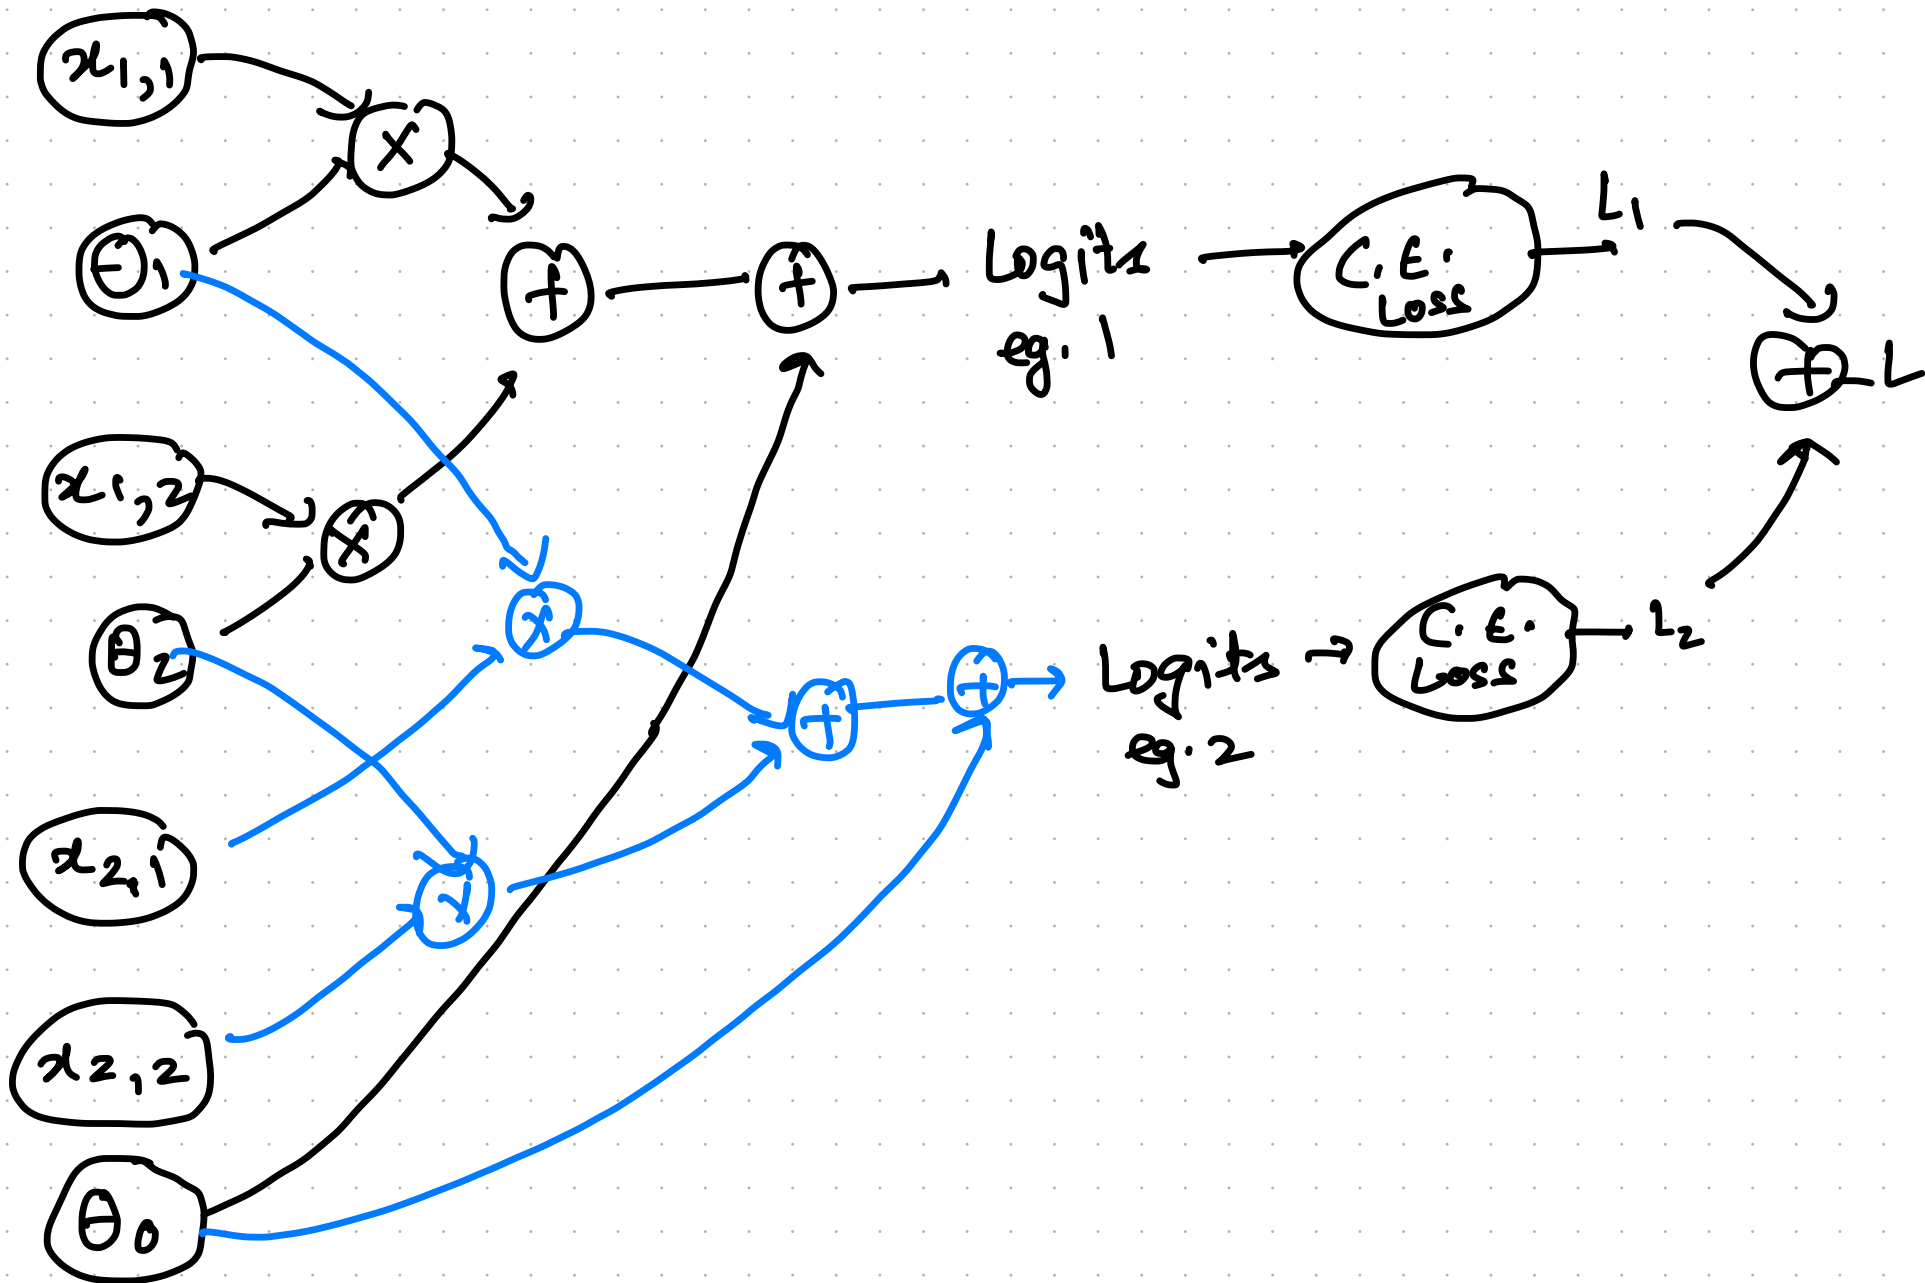 x1,1
×
θ1
+
+
Logits
eg. 1
C.E.
Loss
L1
+
L
x1,2
×
θ2
×
+
+
Logits
eg. 2
C.E.
Loss
L2
x2,1
×
x2,2
θ0